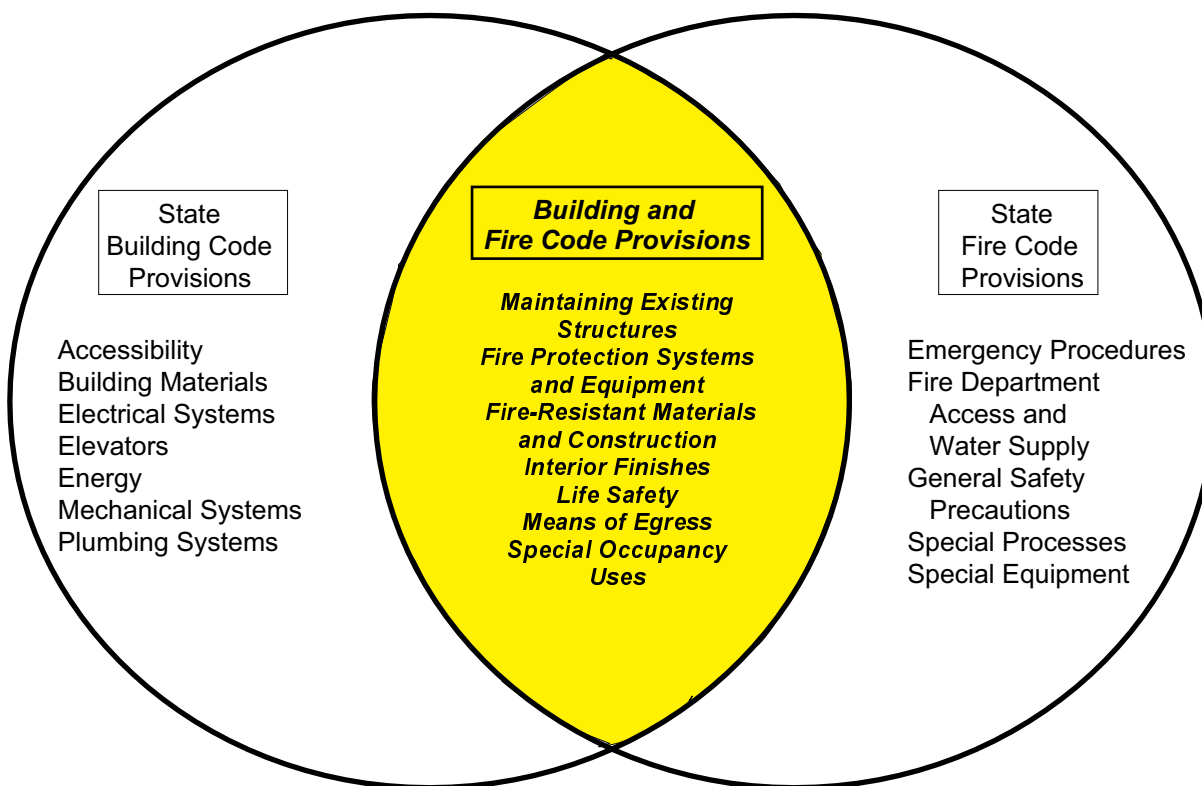 State
Building Code
Provisions
Accessibility
Building Materials
Electrical Systems
Elevators
Energy
Mechanical Systems
Plumbing Systems
Building and
Fire Code Provisions
Maintaining Existing
Structures
Fire Protection Systems
and Equipment
Fire-Resistant Materials
and Construction
Interior Finishes
Life Safety
Means of Egress
Special Occupancy
Uses
State
Fire Code
Provisions
Emergency Procedures
Fire Department
Access and
Water Supply
General Safety
Precautions
Special Processes
Special Equipment